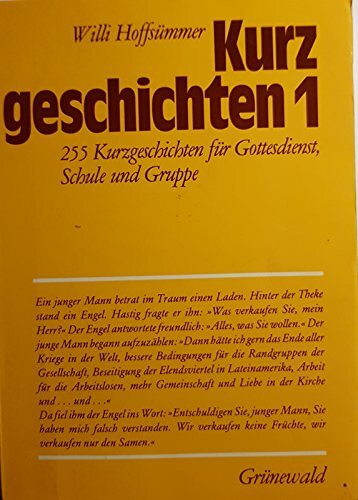 Willi Hoffsümmer
Kurz
geschichten 1
255 Kurzgeschichten für Gottesdienst,
Schule und Gruppe
Ein junger Mann betrat im Traum einen Laden. Hinter der Theke
stand ein Engel. Hastig fragte er ihn: »Was verkaufen Sie, mein
Herr?« Der Engel antwortete freundlich: »Alles, was Sie wollen.« Der
junge Mann begann aufzuzählen: »Dann hätte ich gern das Ende aller
Kriege in der Welt, bessere Bedingungen für die Randgruppen der
Gesellschaft, Beseitigung der Elendsviertel in Lateinamerika, Arbeit
für die Arbeitslosen, mehr Gemeinschaft und Liebe in der Kirche
und . . . und . . .«
Da fiel ihm der Engel ins Wort: »Entschuldigen Sie, junger Mann, Sie
haben mich falsch verstanden. Wir verkaufen keine Früchte, wir
verkaufen nur den Samen.«
Grünewald